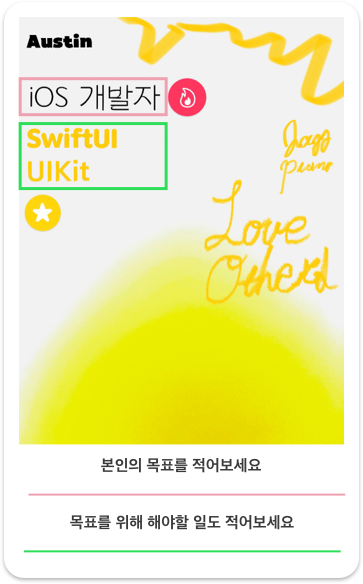 Austin
iOS 개발자
SwiftUI
UIKit
Jazz
Piano
Love
Others
본인의 목표를 적어보세요
목표를 위해 해야할 일도 적어보세요